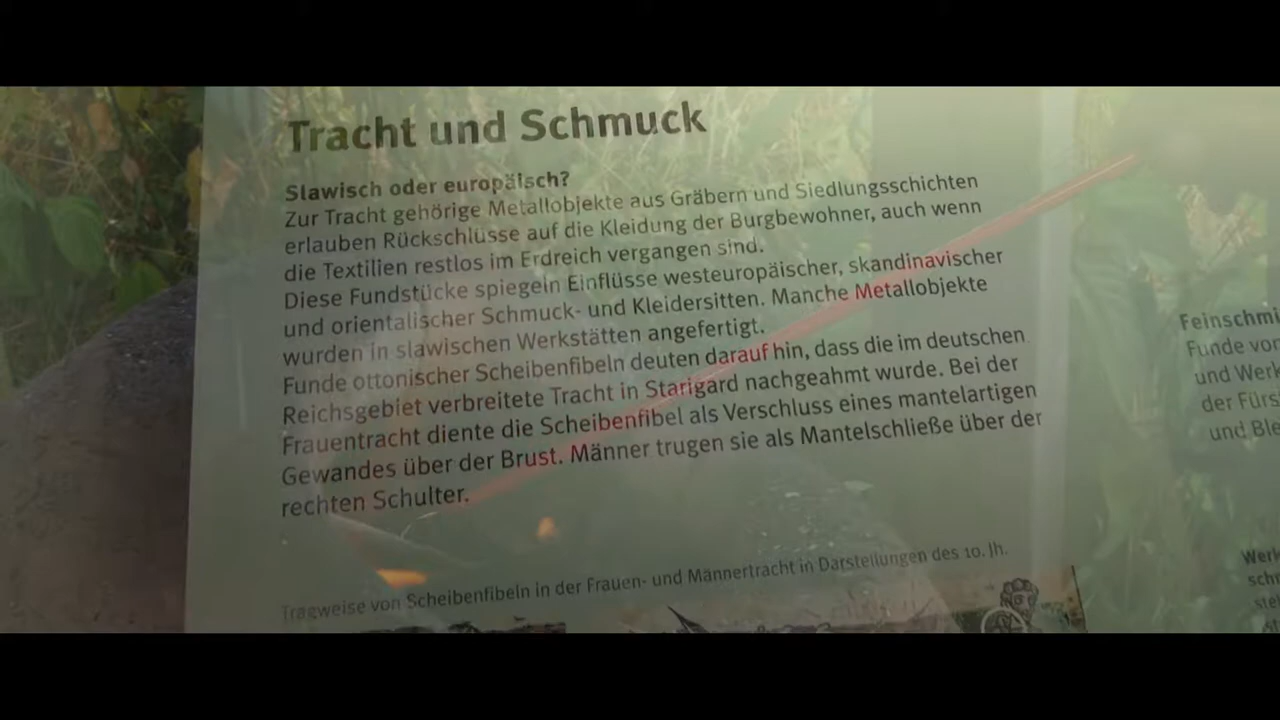 Tracht und Schmuck
Slawisch oder europäisch?
Zur Tracht gehörige Metallobjekte aus Gräbern und Siedlungsschichten
erlauben Rückschlüsse auf die Kleidung der Burgbewohner, auch wenn
die Textilien restlos im Erdreich vergangen sind.
Diese Fundstücke spiegeln Einflüsse westeuropäischer, skandinavischer
und orientalischer Schmuck- und Kleidersitten. Manche Metallobjekte
wurden in slawischen Werkstätten angefertigt.
Funde ottonischer Scheibenfibeln deuten darauf hin, dass die im deutschen
Reichsgebiet verbreitete Tracht in Starigard nachgeahmt wurde. Bei der
Frauentracht diente die Scheibenfibel als Verschluss eines mantelartigen
Gewandes über der Brust. Männer trugen sie als Mantelschließe über der
rechten Schulter.
Tragweise von Scheibenfibeln in der Frauen- und Männertracht in Darstellungen des 10. Jh.
Feinschmi
Funde vor
und Werk
der Fürs
und Ble
Werk